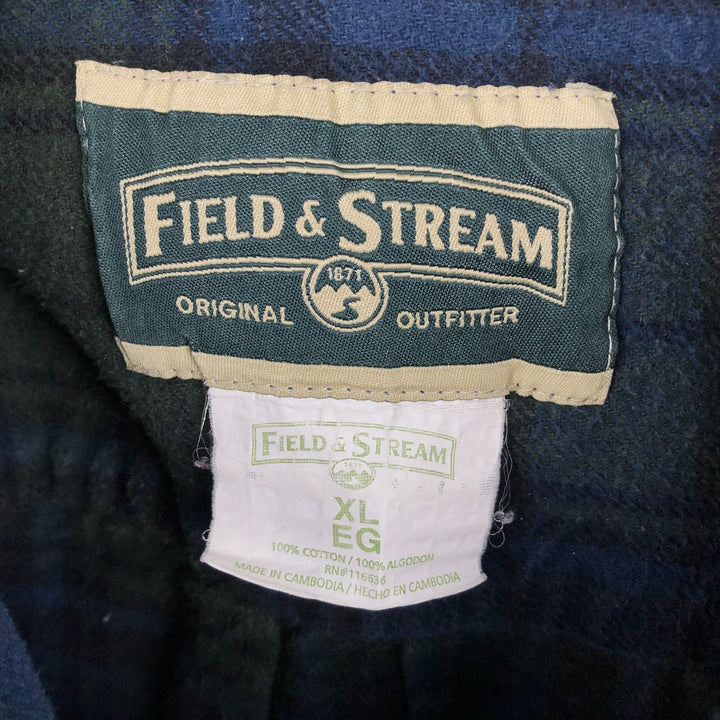 FIELD & STREAM
1871
ORIGINAL OUTFITTER
FIELD & STREAM
1871
XL
EG
100% COTTON / 100% ALGODON
RN#116636
MADE IN CAMBODIA / HECHO EN CAMBODIA